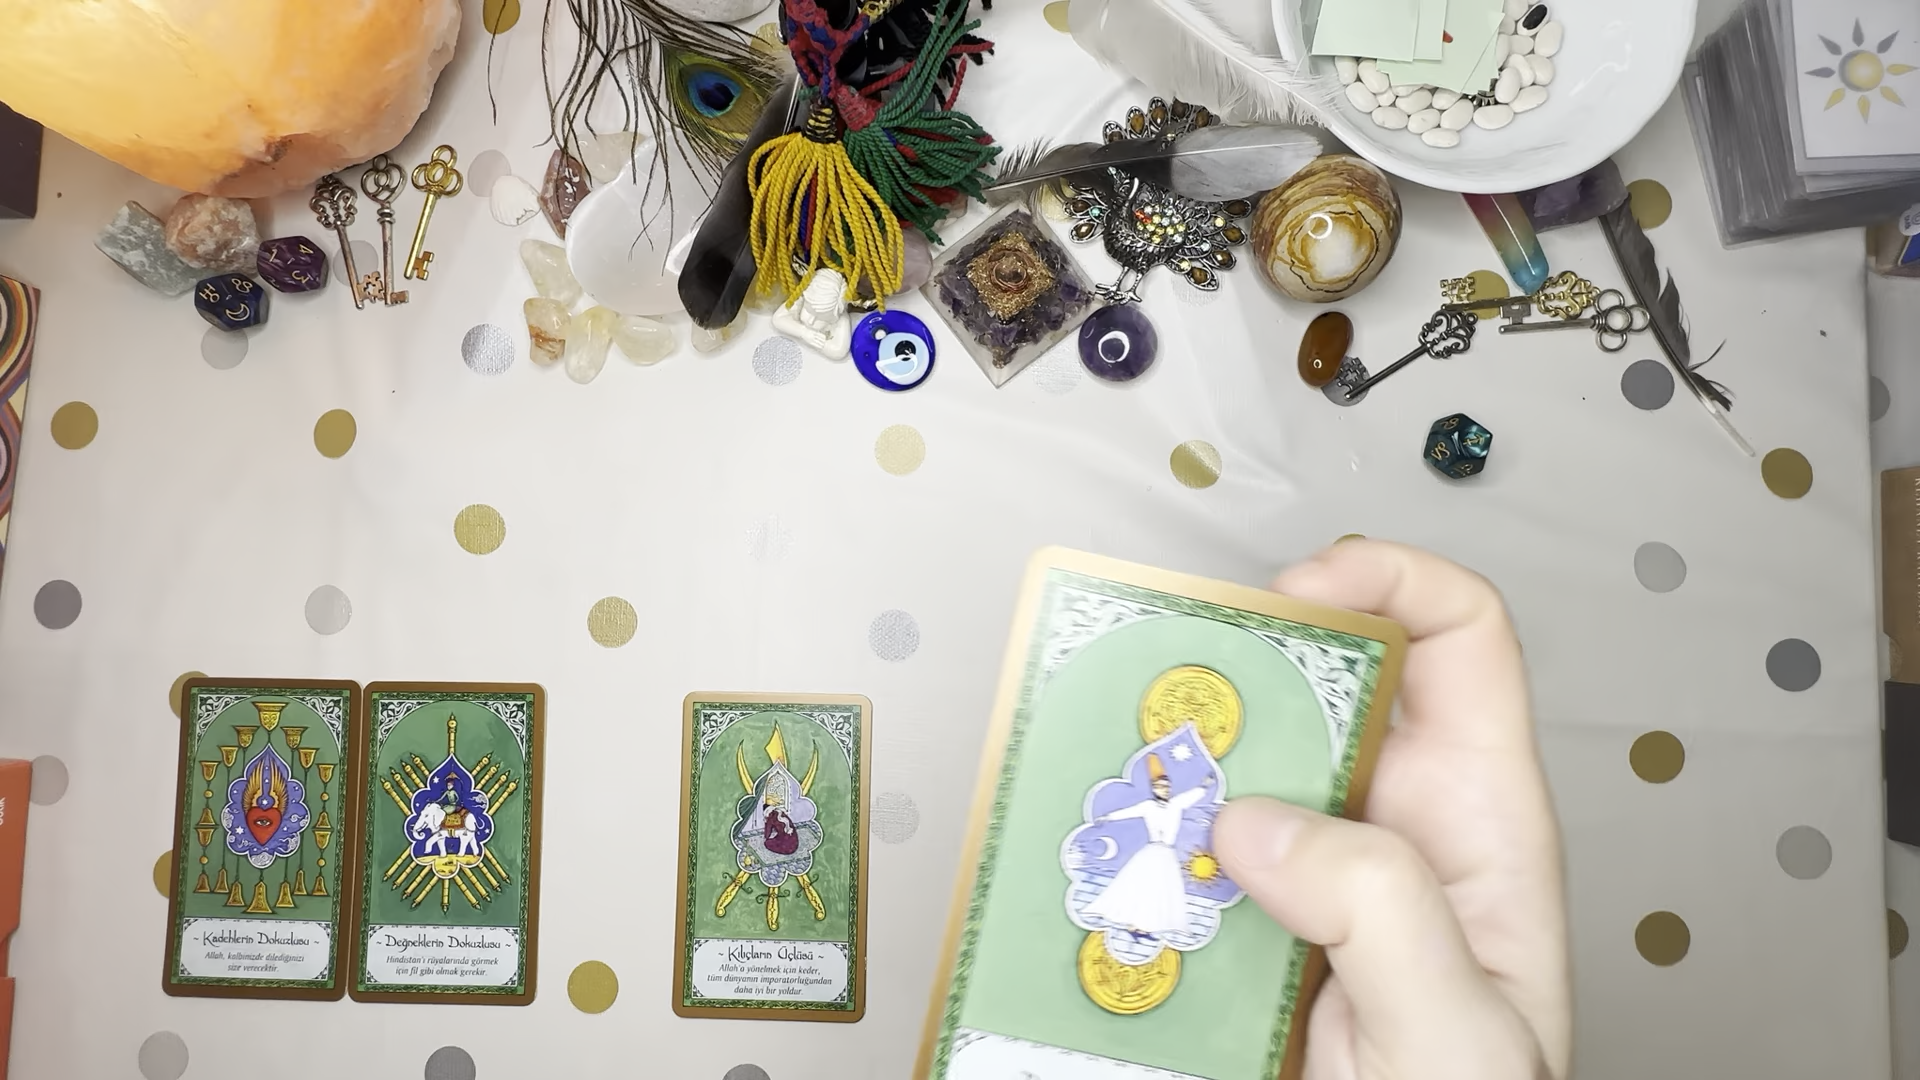 ~ Kadehlerin Dokuzlusu ~
Allah, kalbinizde dilediğinizi
size verecektir.
~ Değneklerin Dokuzlusu ~
Hindistan'ı rüyalarında görmek
için fil gibi olmak gerekir.
~ Kılıçların Üçlüsü ~
Allah'a yönelmek için keder,
tüm dünyanın imparatorluğundan
daha iyi bir yoldur.